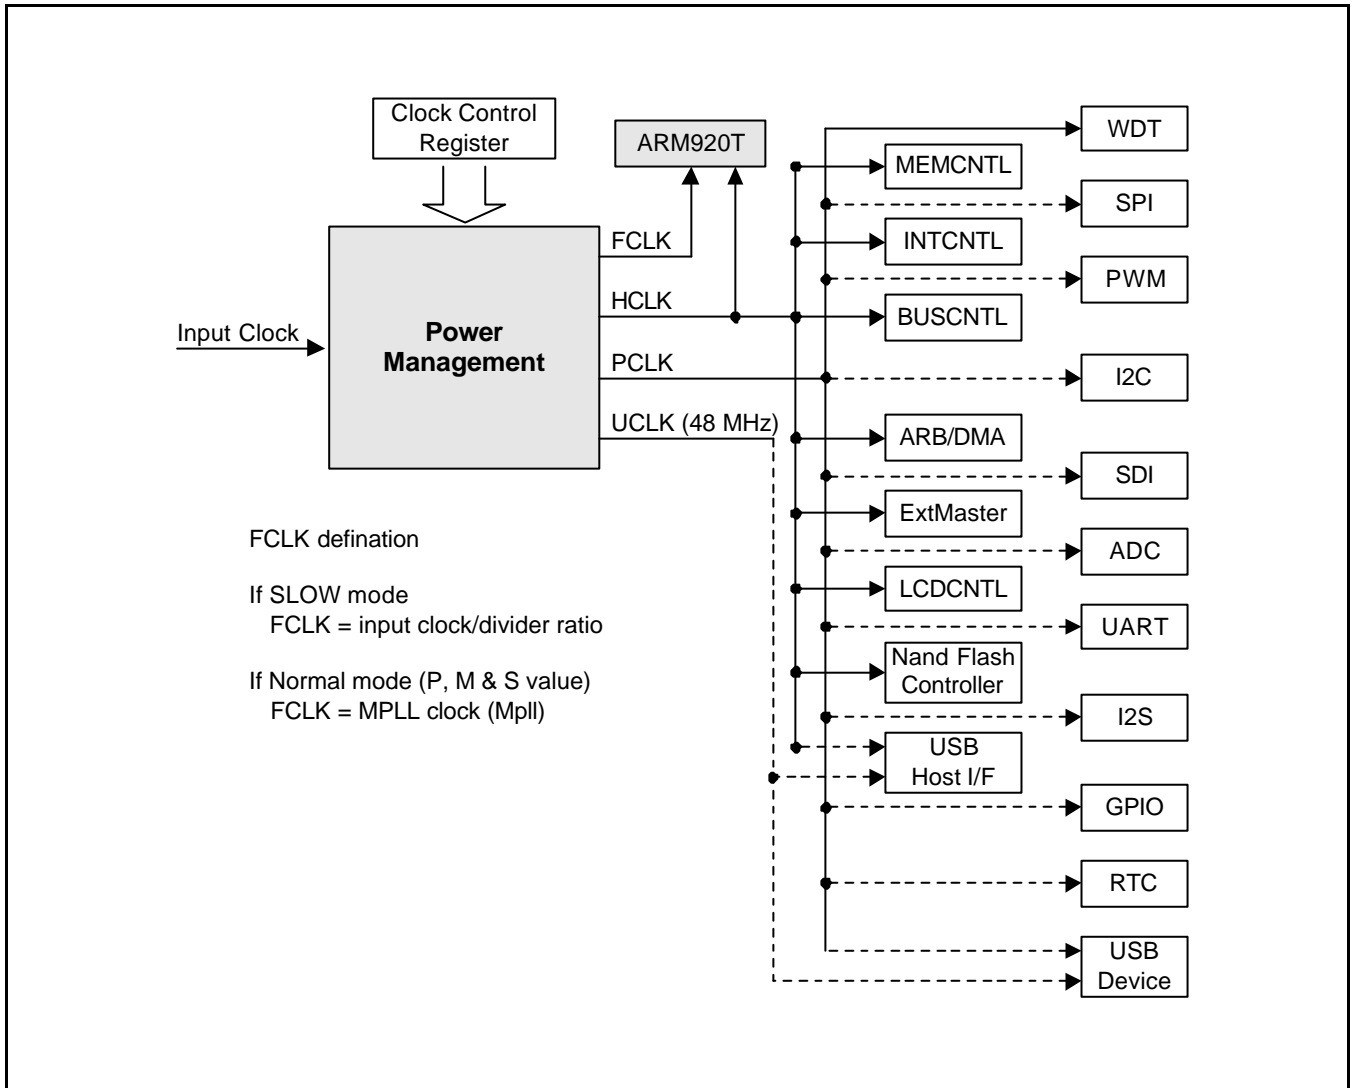 Clock Control
Register
ARM920T
FCLK
HCLK
PCLK
UCLK (48 MHz)
Input Clock
Power
Management
FCLK defination
If SLOW mode
FCLK = input clock/divider ratio
If Normal mode (P, M & S value)
FCLK = MPLL clock (Mpll)
MEMCNTL
INTCNTL
BUSCNTL
ARB/DMA
ExtMaster
LCDCNTL
Nand Flash
Controller
USB
Host I/F
WDT
SPI
PWM
I2C
SDI
ADC
UART
I2S
GPIO
RTC
USB
Device